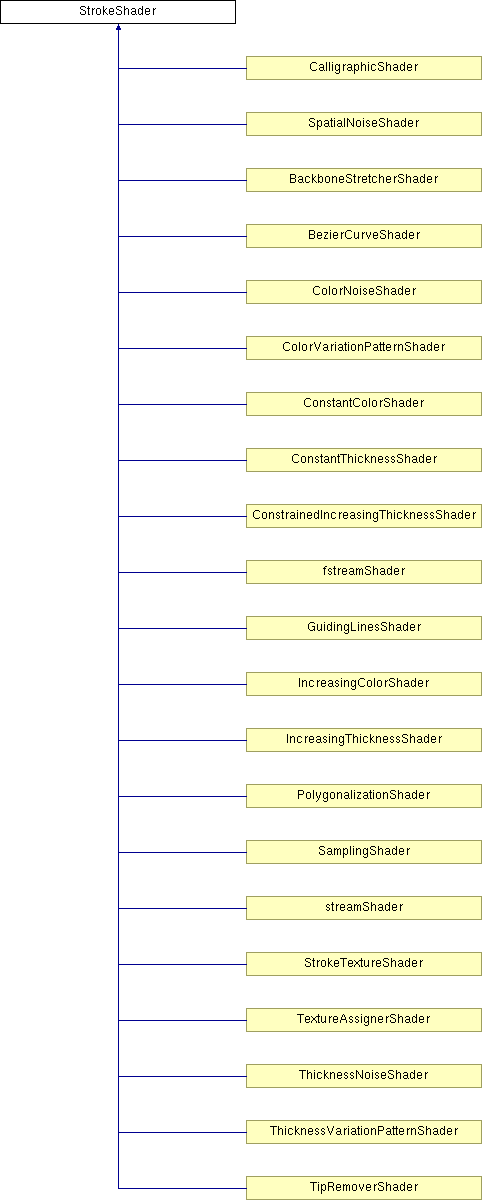 StrokeShader
CalligraphicShader
SpatialNoiseShader
BackboneStretcherShader
BezierCurveShader
ColorNoiseShader
ColorVariationPatternShader
ConstantColorShader
ConstantThicknessShader
ConstrainedIncreasingThicknessShader
fstreamShader
GuidingLinesShader
IncreasingColorShader
IncreasingThicknessShader
PolygonalizationShader
SamplingShader
streamShader
StrokeTextureShader
TextureAssignerShader
ThicknessNoiseShader
ThicknessVariationPatternShader
TipRemoverShader